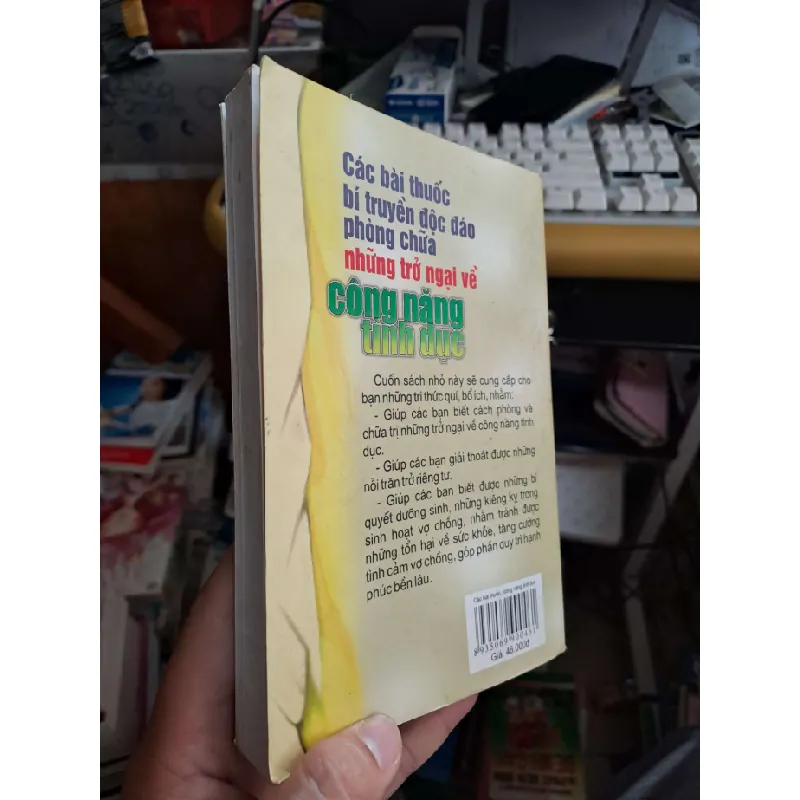 Các bài thuốc
bí truyền độc đáo
phòng chữa
những trở ngại về
công năng
tình dục
Cuốn sách nhỏ này sẽ cung cấp cho
bạn những tri thức quí, bổ ích, nhằm:
- Giúp các bạn biết cách phòng và
chữa trị những trở ngại về công năng tình
dục.
- Giúp các bạn giải thoát được những
nỗi trăn trở riêng tư.
- Giúp các bạn biết được những bí
quyết dưỡng sinh, những kiêng kỵ trong
sinh hoạt vợ chồng, nhằm tránh được
những tổn hại về sức khỏe, tăng cường
tình cảm vợ chồng, góp phần duy trì hạnh
phúc bền lâu.
Giá: 48.000đ